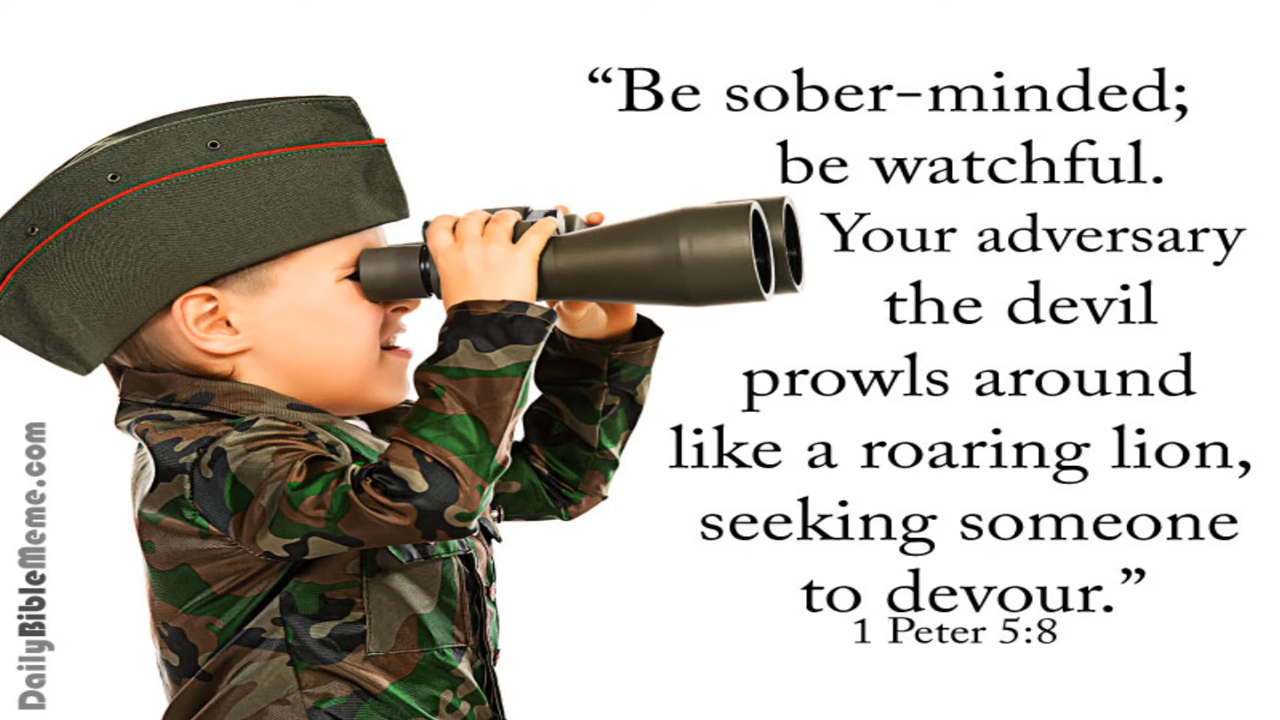 “Be sober-minded;
be watchful.
Your adversary
the devil
prowls around
like a roaring lion,
seeking someone
to devour.”
1 Peter 5:8
DailyBibleMeme.com